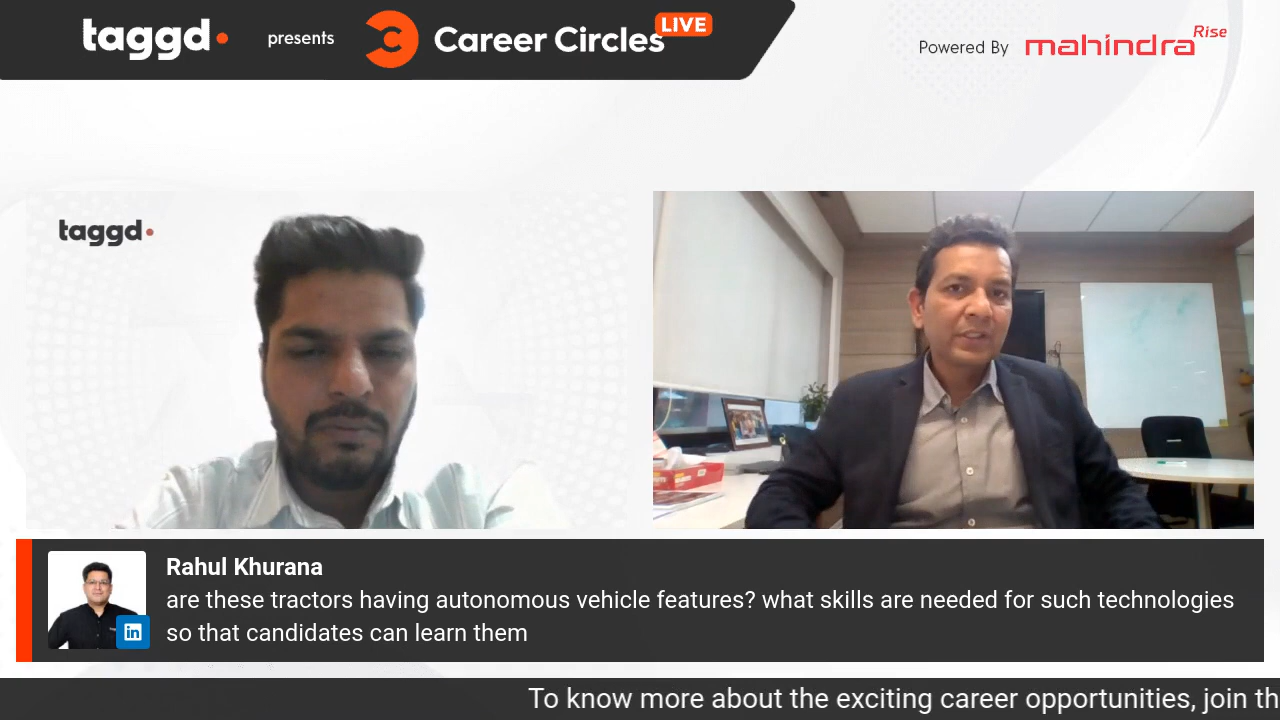 taggd presents Career Circles LIVE
Powered By mahindra Rise
taggd
Rahul Khurana
are these tractors having autonomous vehicle features? what skills are needed for such technologies
so that candidates can learn them
in
To know more about the exciting career opportunities, join th